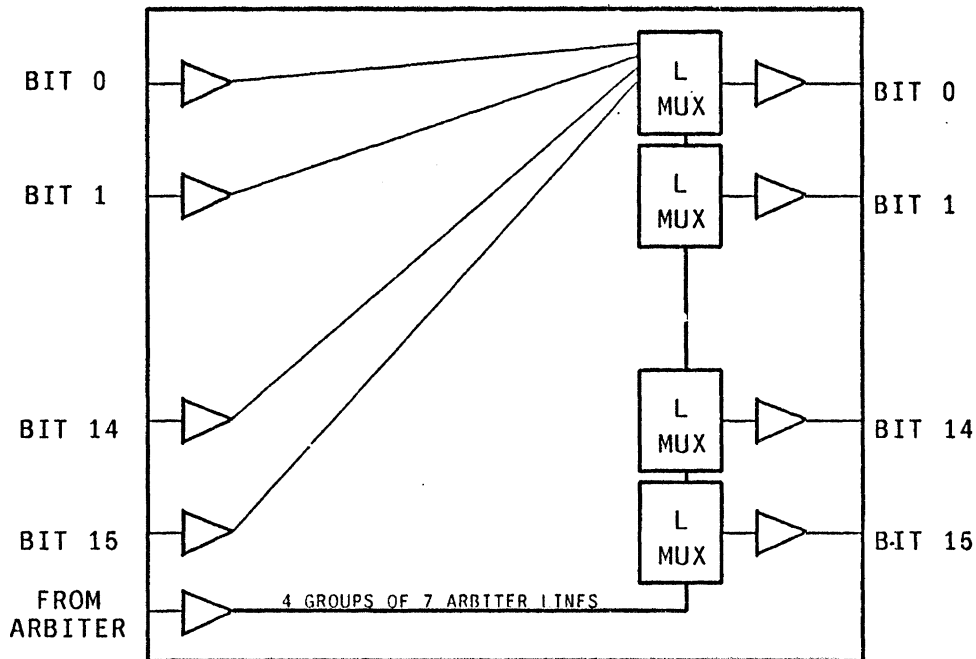 BIT 0
L
MUX
BIT 0
BIT 1
L
MUX
BIT 1
BIT 14
L
MUX
BIT 14
BIT 15
L
MUX
BIT 15
FROM
ARBITER
4 GROUPS OF 7 ARBITER LINES